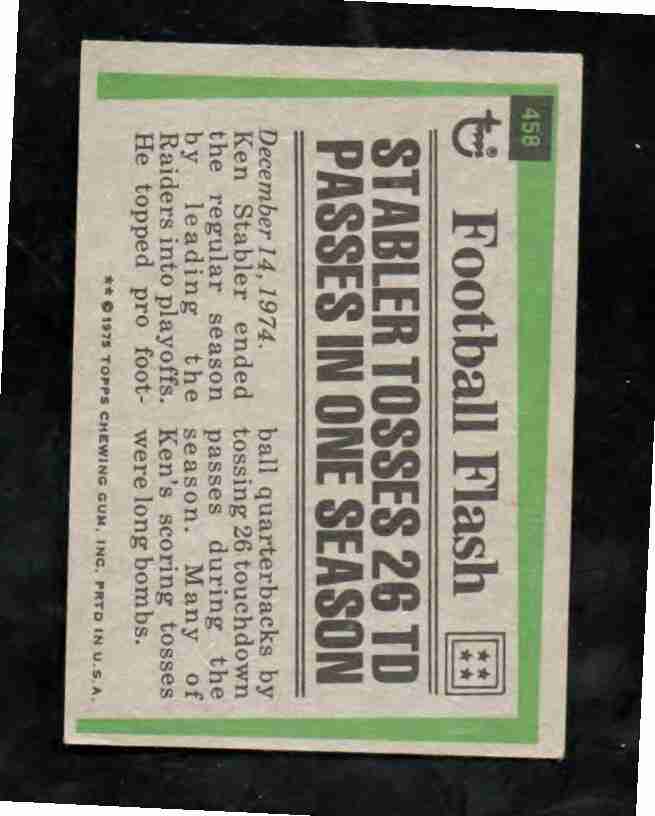 458
topps®
Football Flash
STABLER TOSSES 26 TD
PASSES IN ONE SEASON
December 14, 1974.
Ken Stabler ended
the regular season
by leading the
Raiders into playoffs.
He topped pro foot-
ball quarterbacks by
tossing 26 touchdown
passes during the
season. Many of
Ken's scoring tosses
were long bombs.
** © 1975 TOPPS CHEWING GUM, INC. PRTD IN U.S.A.